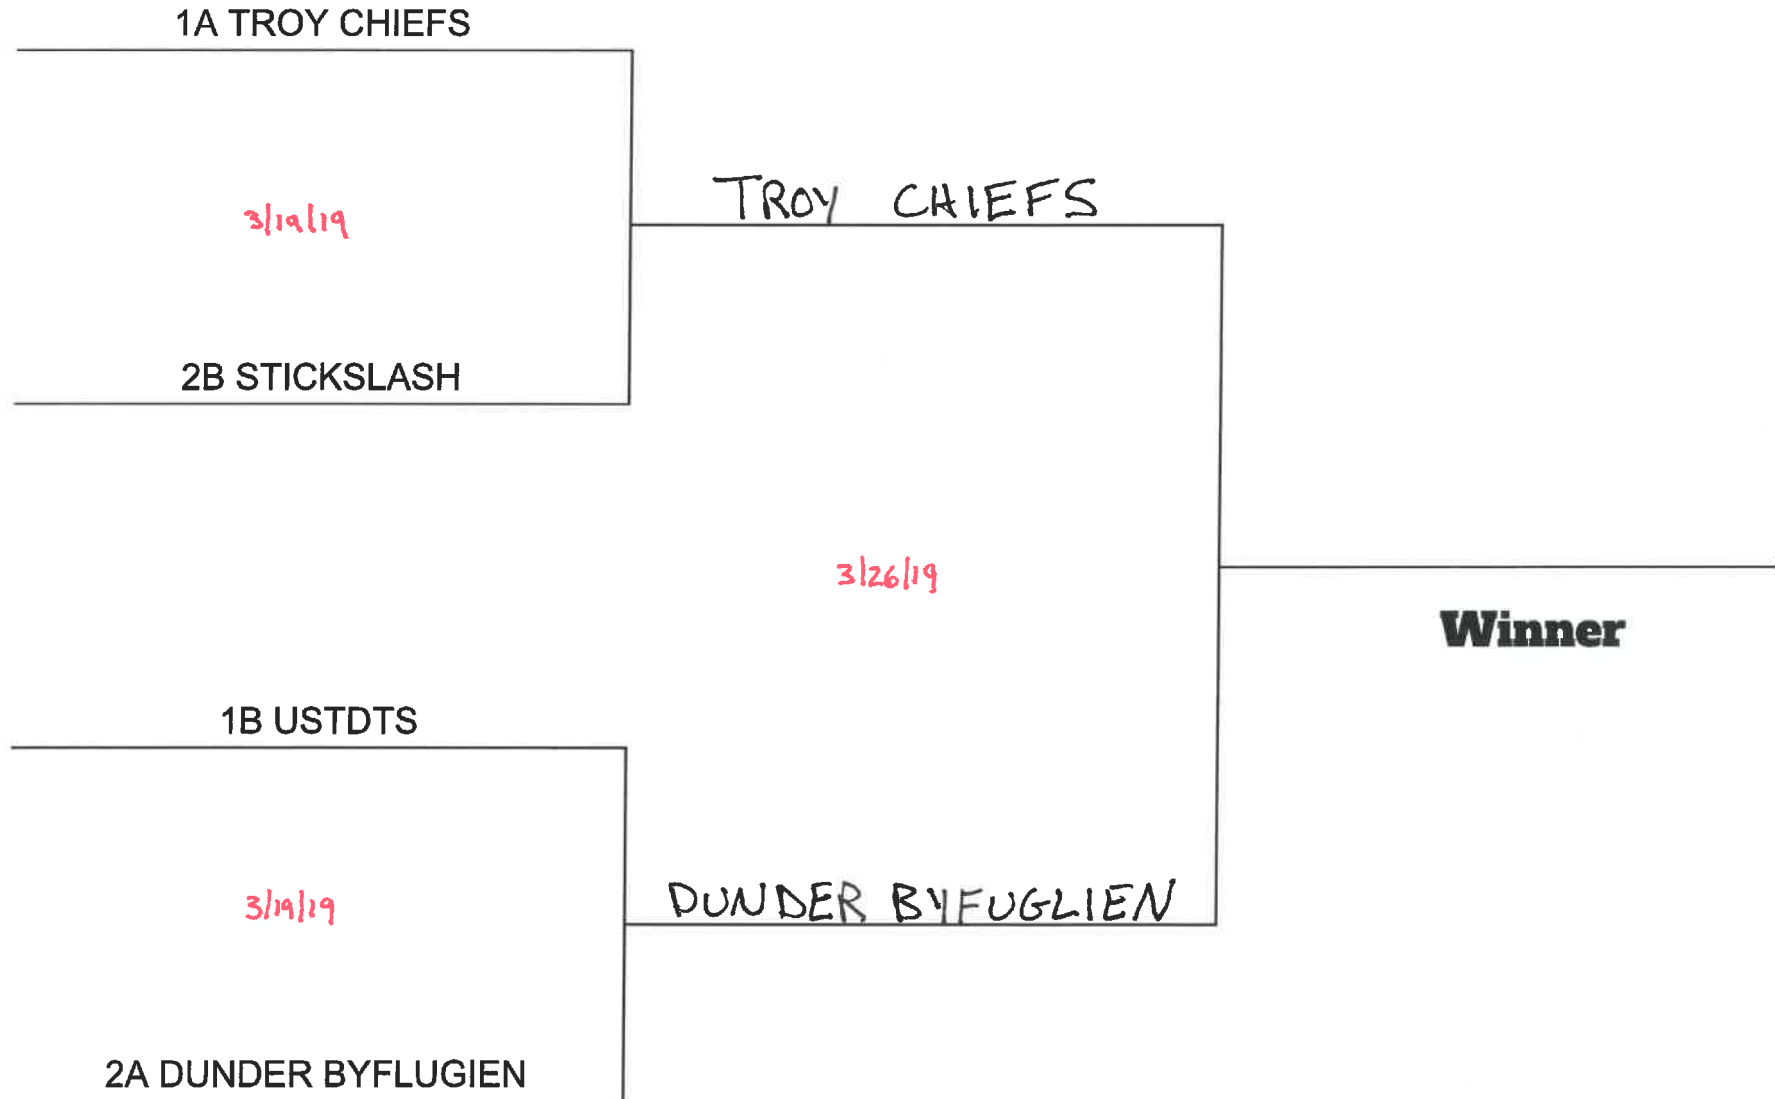 1A TROY CHIEFS
3/19/19
TROY CHIEFS
2B STICKSLASH
3/26/19
Winner
1B USTDTS
3/19/19
DUNDER BYFUGLIEN
2A DUNDER BYFLUGIEN